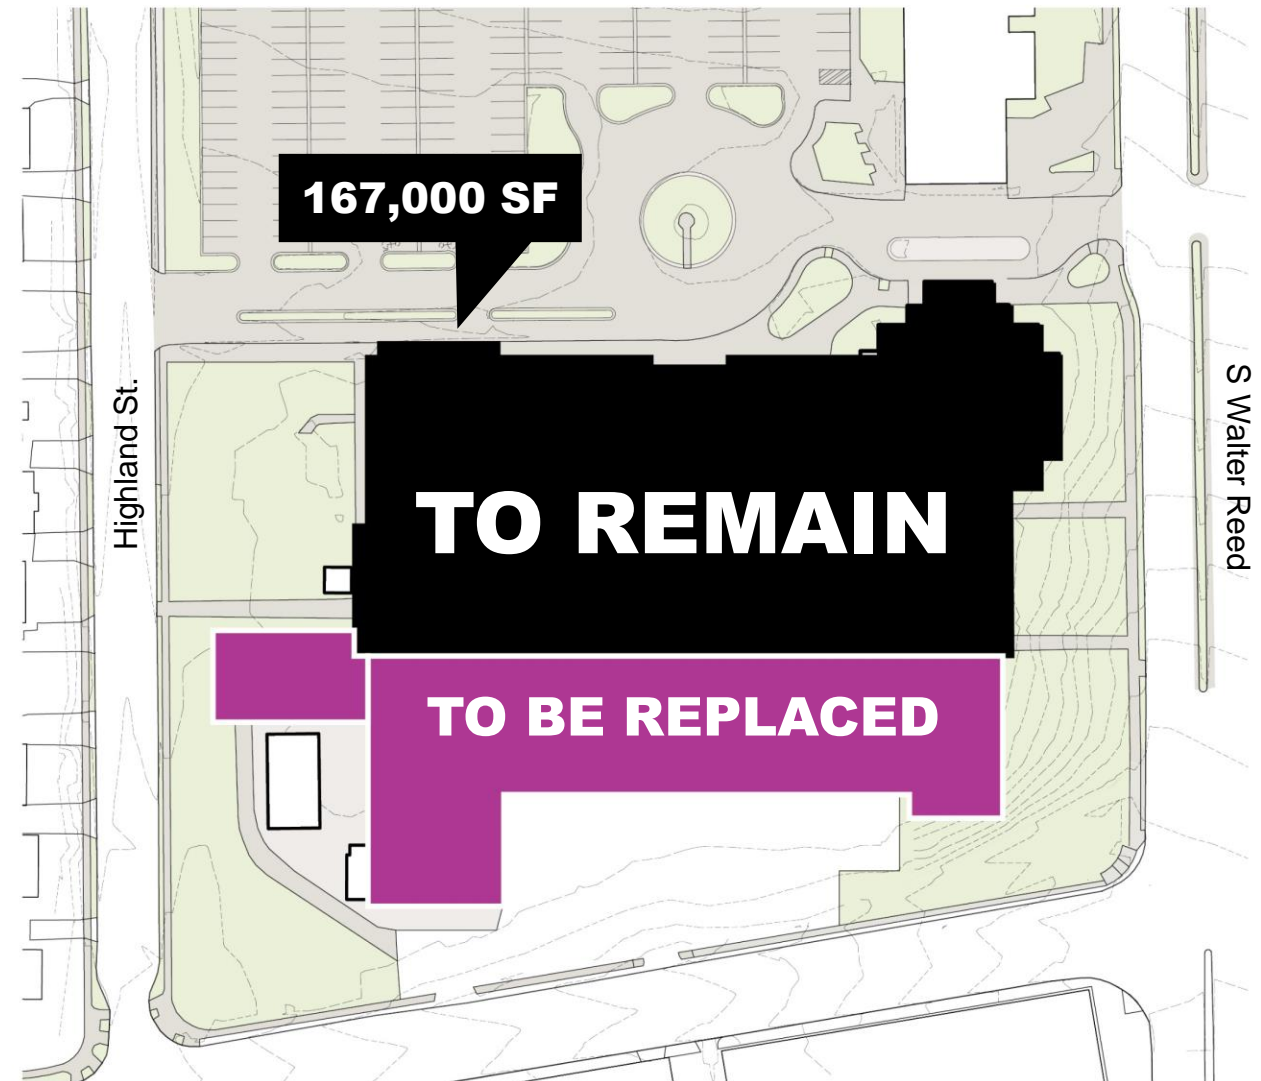 167,000 SF
Highland St.
S Walter Reed
TO REMAIN
TO BE REPLACED